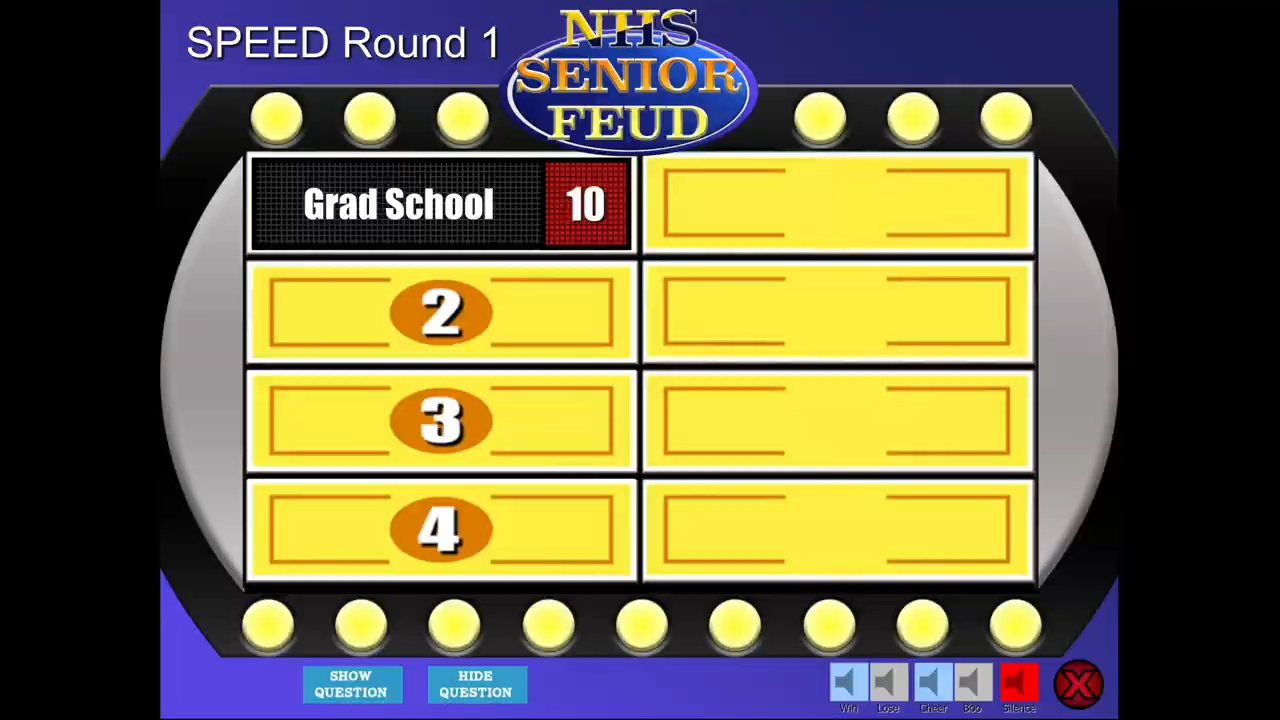 SPEED Round 1
NHS
SENIOR
FEUD
Grad School 10
2
3
4
SHOW
QUESTION
HIDE
QUESTION
Win Lose Cheer Boo Silence
X